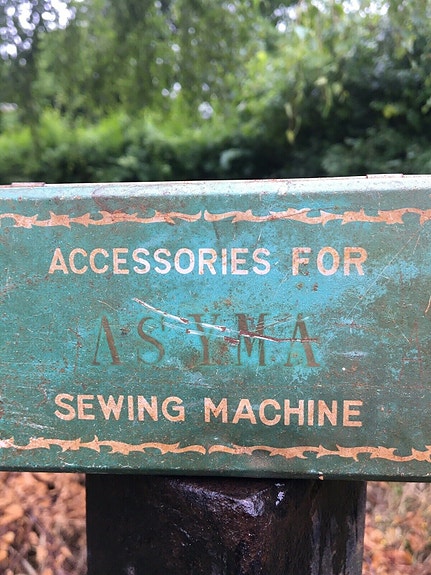 ACCESSORIES FOR
ASYMA
SEWING MACHINE